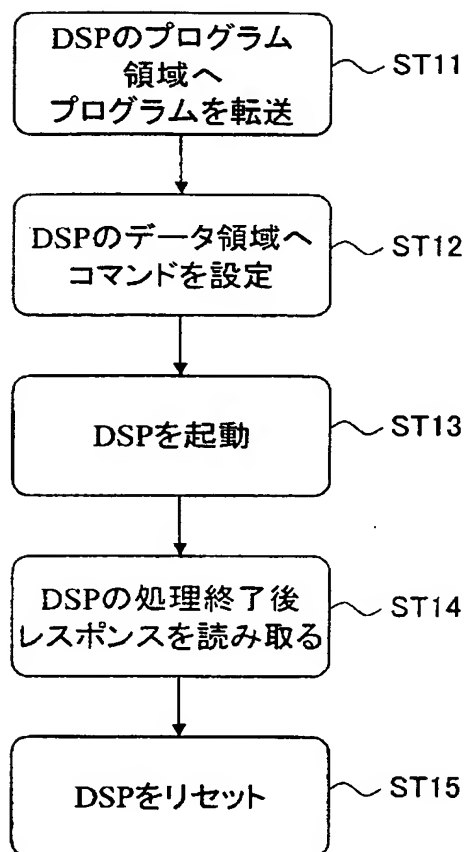 DSPのプログラム
領域へ
プログラムを転送
ST11
DSPのデータ領域へ
コマンドを設定
ST12
DSPを起動
ST13
DSPの処理終了後
レスポンスを読み取る
ST14
DSPをリセット
ST15